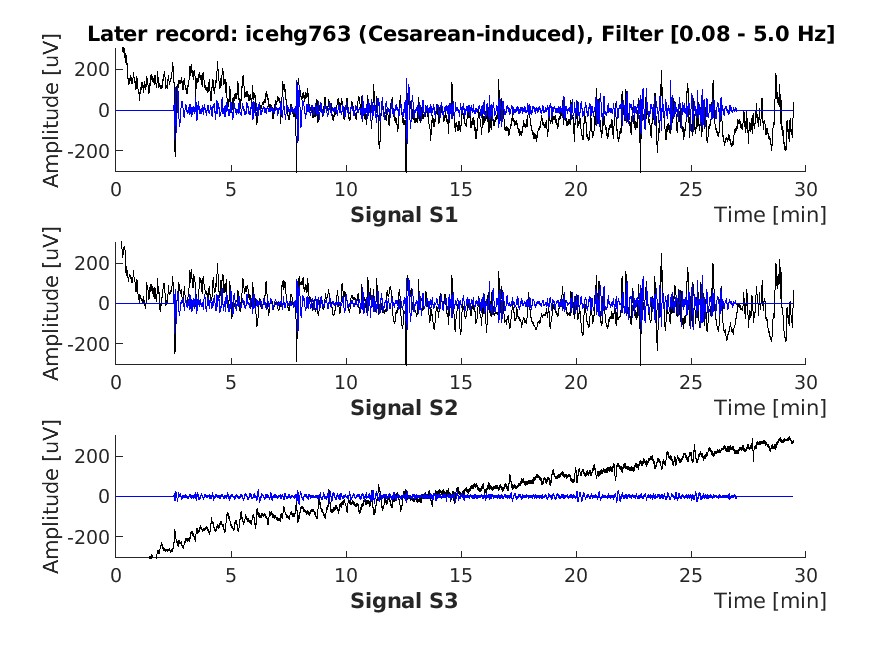 Later record: icehg763 (Cesarean-induced), Filter [0.08 - 5.0 Hz]
Amplitude [uV]
200
0
-200
0 5 10 15 20 25 30
Signal S1 Time [min]
Amplitude [uV]
200
0
-200
0 5 10 15 20 25 30
Signal S2 Time [min]
Amplitude [uV]
200
0
-200
0 5 10 15 20 25 30
Signal S3 Time [min]